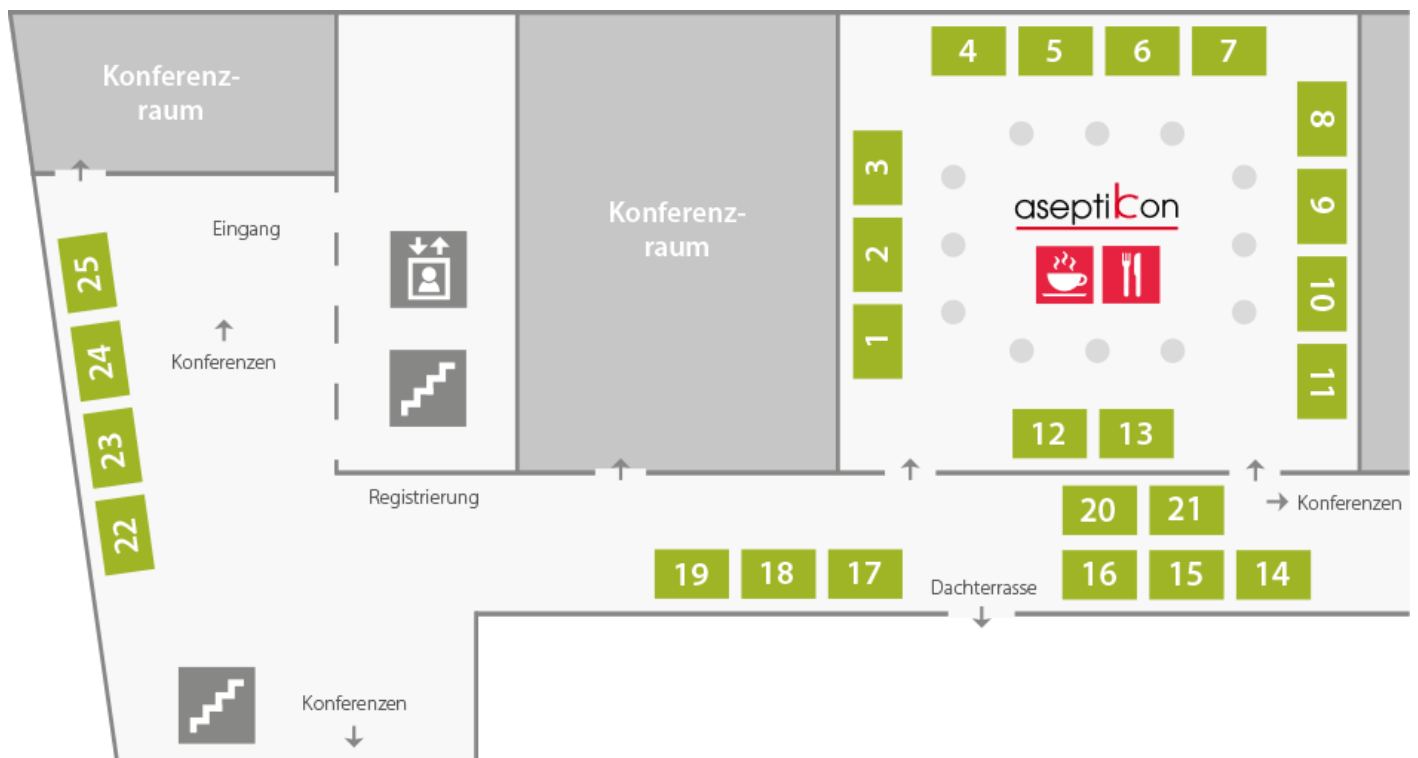 Konferenz-
raum
4 5 6 7
8
3
Konferenz-
raum
aseptikon
9
Eingang
2
25
10
1
Konferenzen
24
11
12 13
23
Registrierung
20 21
Konferenzen
22
19 18 17
Dachterrasse
16 15 14
Konferenzen